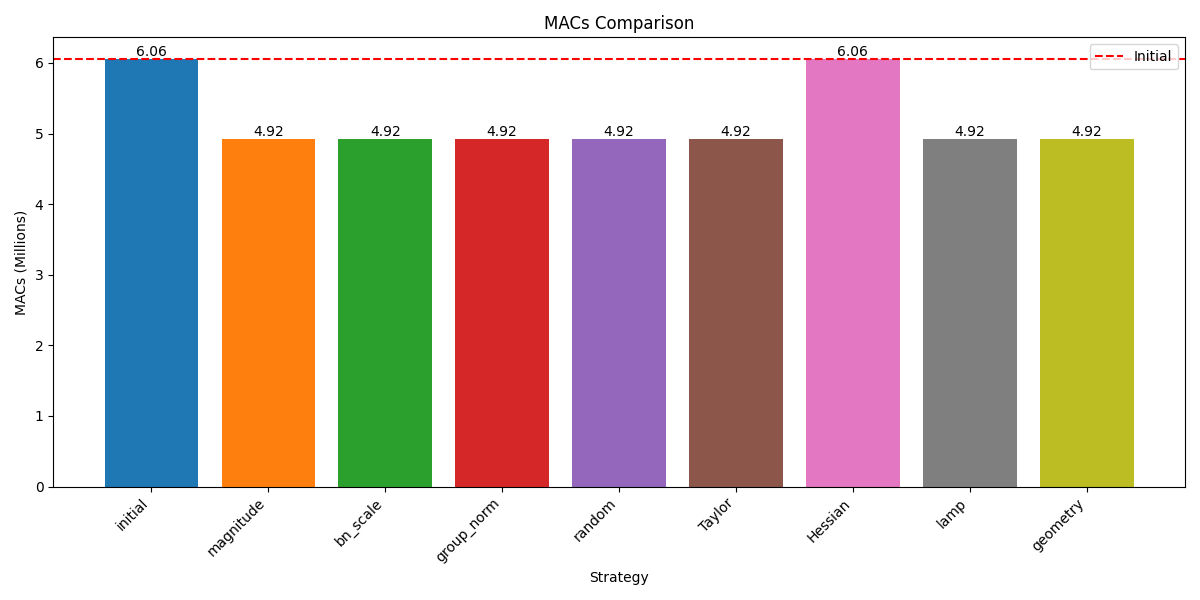 MACs Comparison
Initial
6.06
4.92
4.92
4.92
4.92
4.92
6.06
4.92
4.92
MACs (Millions)
6
5
4
3
2
1
0
initial
magnitude
bn_scale
group_norm
random
Taylor
Hessian
lamp
geometry
Strategy